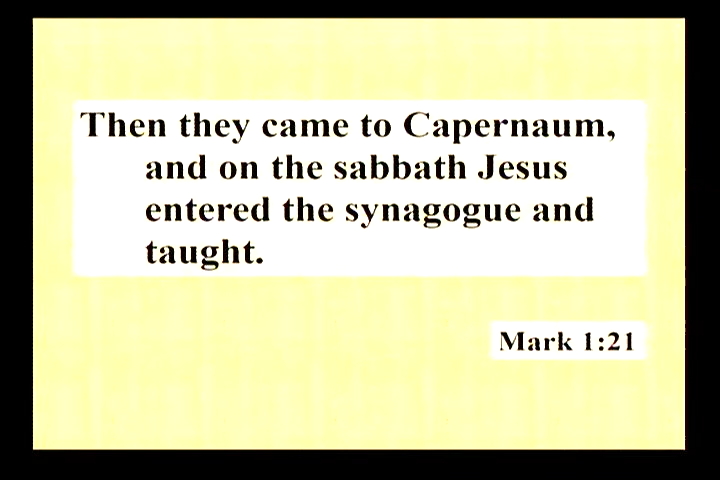 Then they came to Capernaum,
and on the sabbath Jesus
entered the synagogue and
taught.
Mark 1:21